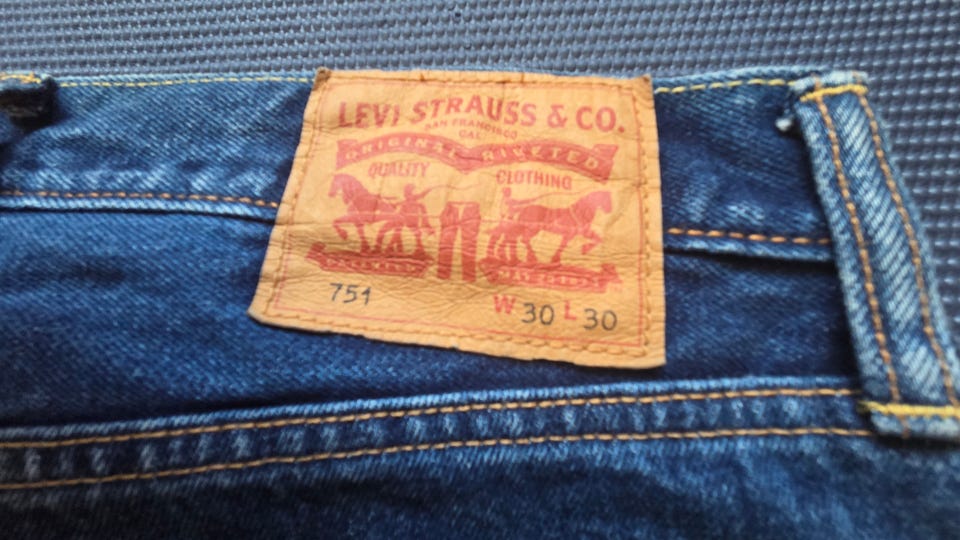 LEVI STRAUSS & CO.
SAN FRANCISCO
CAL
ORIGINAL RIVETED
QUALITY CLOTHING
751
W 30 L 30